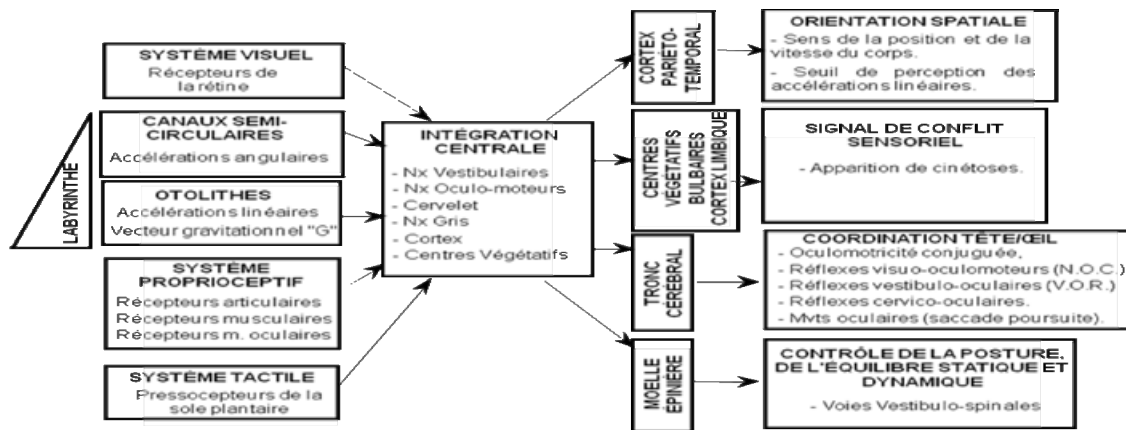 SYSTÈME VISUEL
Récepteurs de
la rétine
LABYRINTHE
CANAUX SEMI-
CIRCULAIRES
Accélérations angulaires
OTOLITHES
Accélérations linéaires
Vecteur gravitationnel "G"
SYSTÈME
PROPRIOCEPTIF
Récepteurs articulaires
Récepteurs musculaires
Récepteurs m. oculaires
SYSTÈME TACTILE
Pressocepteurs de la
sole plantaire
INTÉGRATION
CENTRALE
- Nx Vestibulaires
- Nx Oculo-moteurs
- Cervelet
- Nx Gris
- Cortex
- Centres Végétatifs
CORTEX
PARIÉTO-
TEMPORAL
ORIENTATION SPATIALE
- Sens de la position et de la
vitesse du corps.
- Seuil de perception des
accélérations linéaires.
CENTRES
VÉGÉTATIFS
BULBAIRES
CORTEX LIMBIQUE
SIGNAL DE CONFLIT
SENSORIEL
- Apparition de cinétoses.
TRONC
CÉRÉBRAL
COORDINATION TÊTE/ŒIL
- Oculomotricité conjuguée,
- Réflexes visuo-oculomoteurs (N.O.C.)
- Réflexes vestibulo-oculaires (V.O.R.)
- Réflexes cervico-oculaires.
- Mvts oculaires (saccade poursuite).
MOELLE
ÉPINIÈRE
CONTRÔLE DE LA POSTURE,
DE L'ÉQUILIBRE STATIQUE ET
DYNAMIQUE
- Voies Vestibulo-spinales